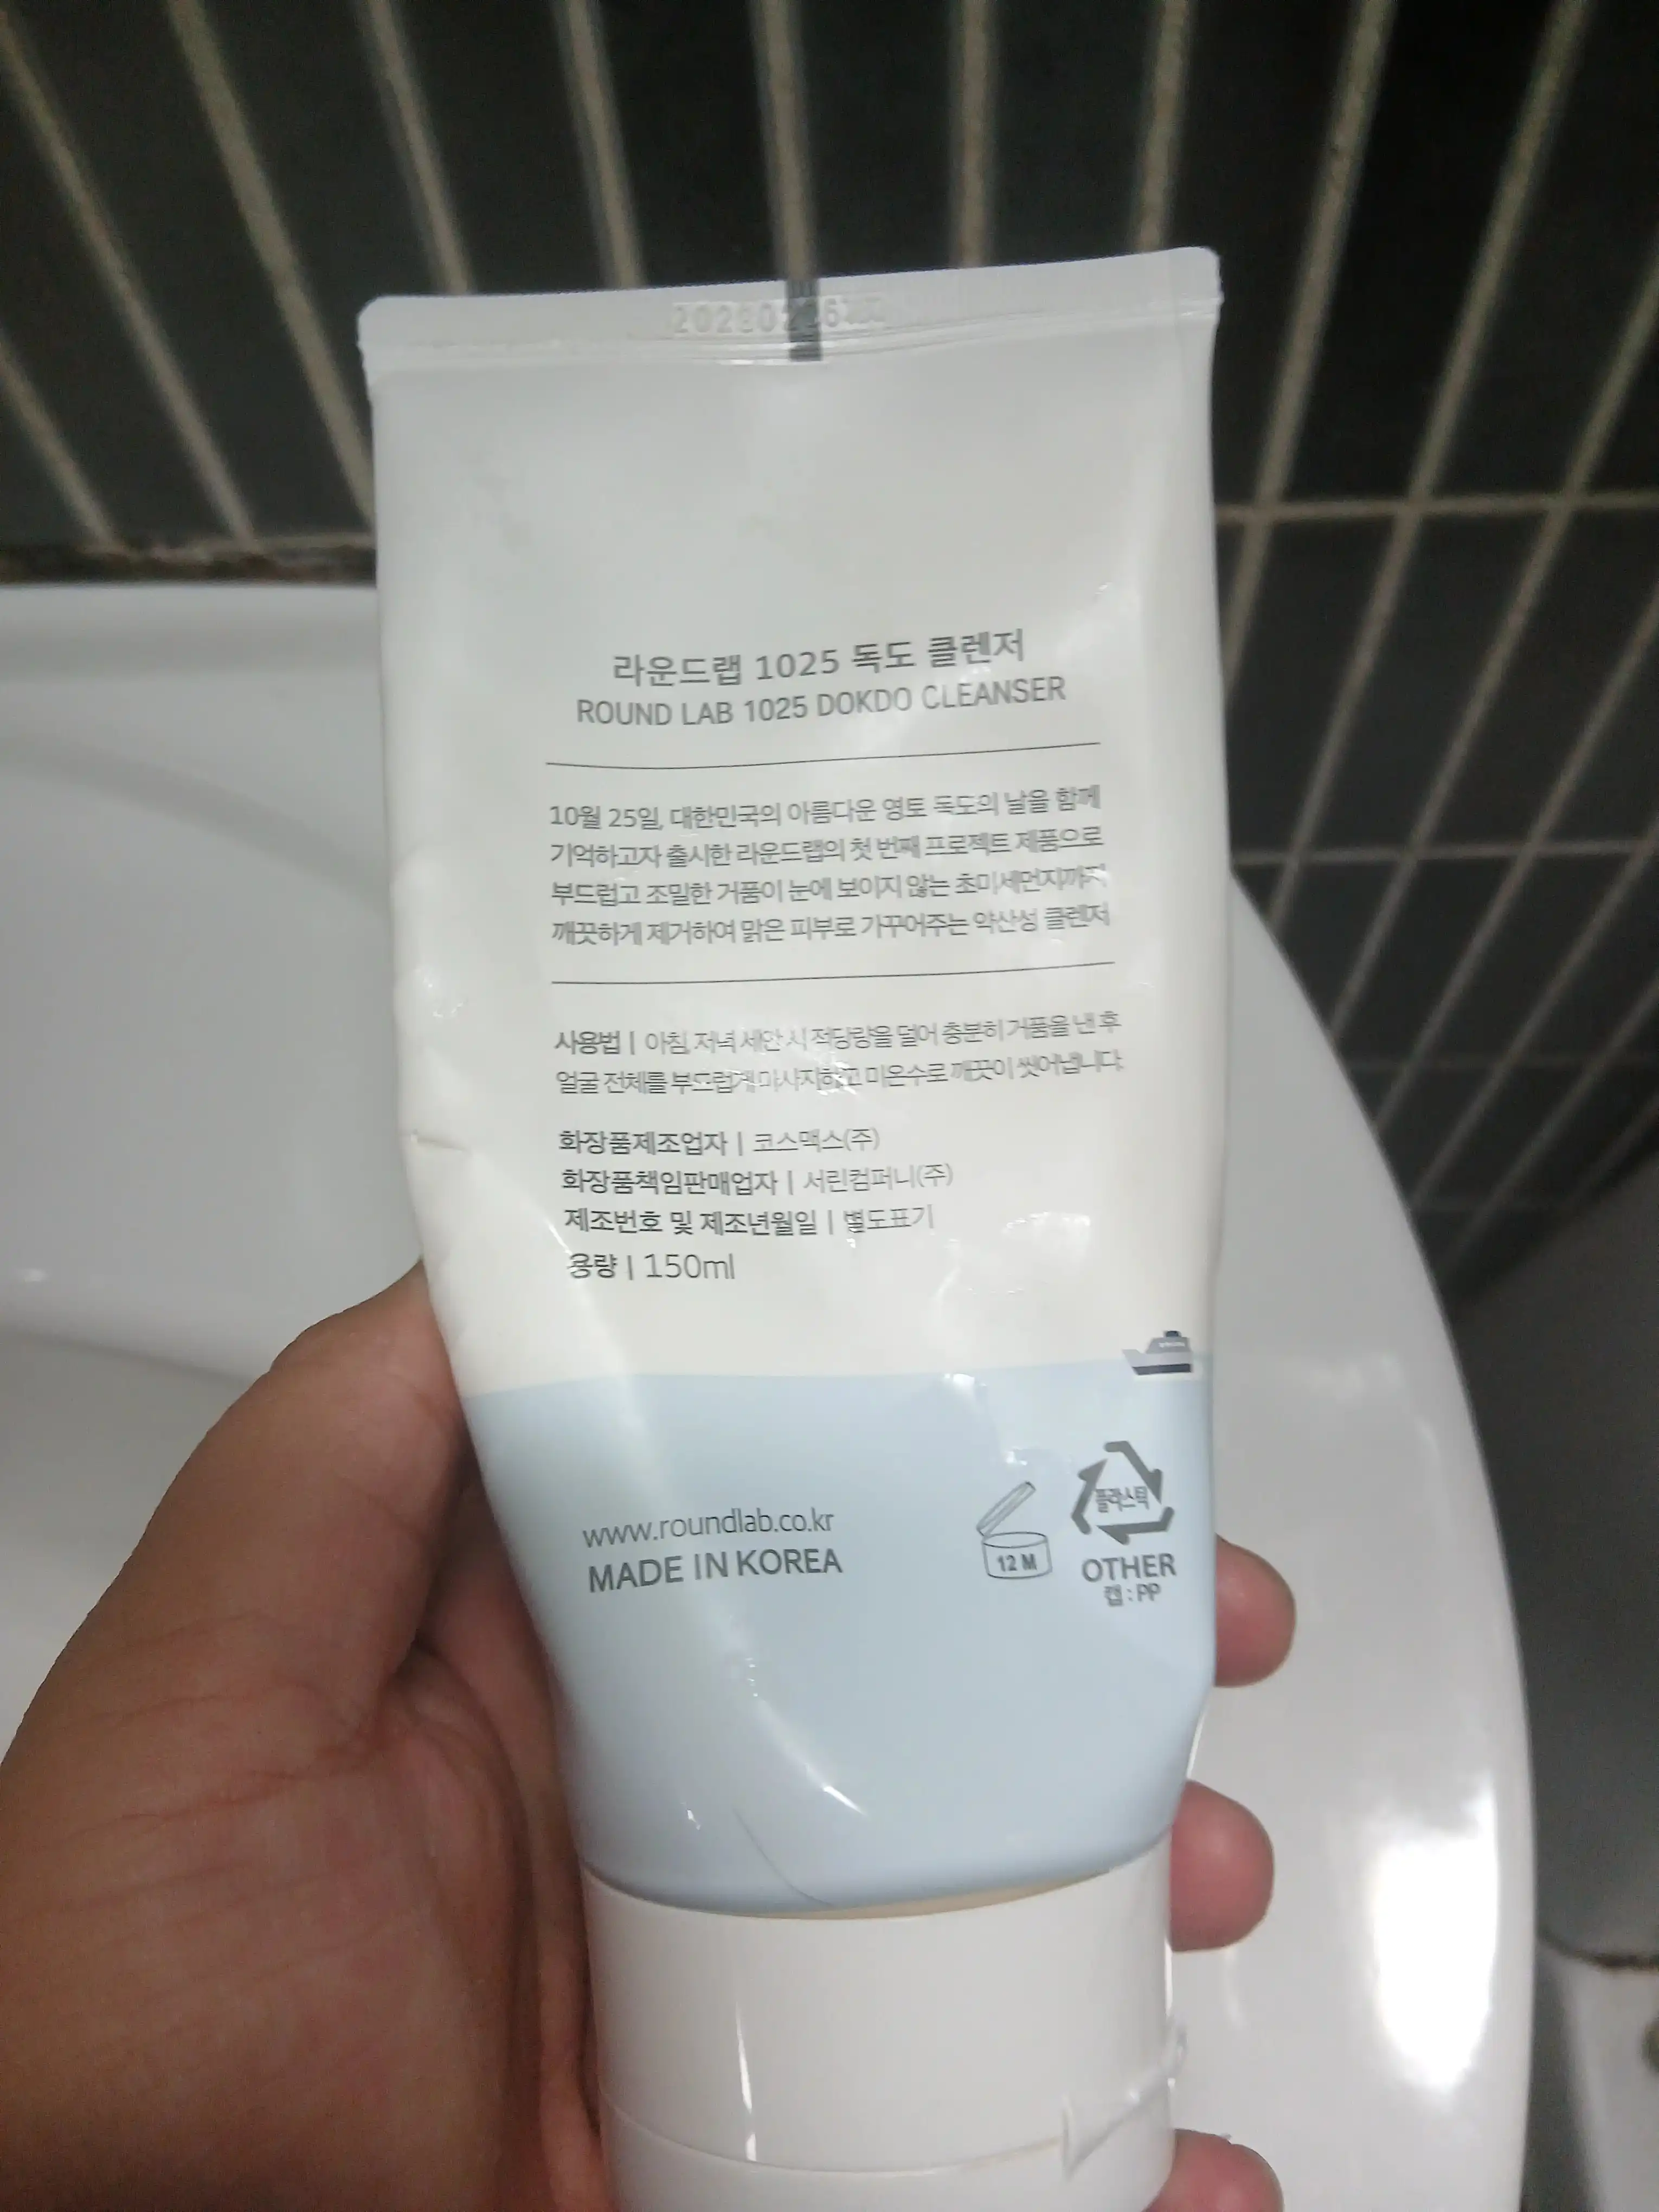 라운드랩 1025 독도 클렌저
ROUND LAB 1025 DOKDO CLEANSER
10월 25일, 대한민국의 아름다운 영토 독도의 날을 함께
기억하고자 출시한 라운드랩의 첫 번째 프로젝트 제품으로
부드럽고 조밀한 거품이 눈에 보이지 않는 초미세먼지까지
깨끗하게 제거하여 맑은 피부로 가꾸어주는 약산성 클렌저
사용법 | 아침, 저녁 세안 시 적당량을 덜어 충분히 거품을 낸 후
얼굴 전체를 부드럽게 마사지하고 미온수로 깨끗이 씻어냅니다.
화장품제조업자 | 코스맥스(주)
화장품책임판매업자 | 서린컴퍼니(주)
제조번호 및 제조년월일 | 별도표기
용량 | 150ml
www.roundlab.co.kr
MADE IN KOREA
12 M
플라스틱
OTHER
캡 : PP